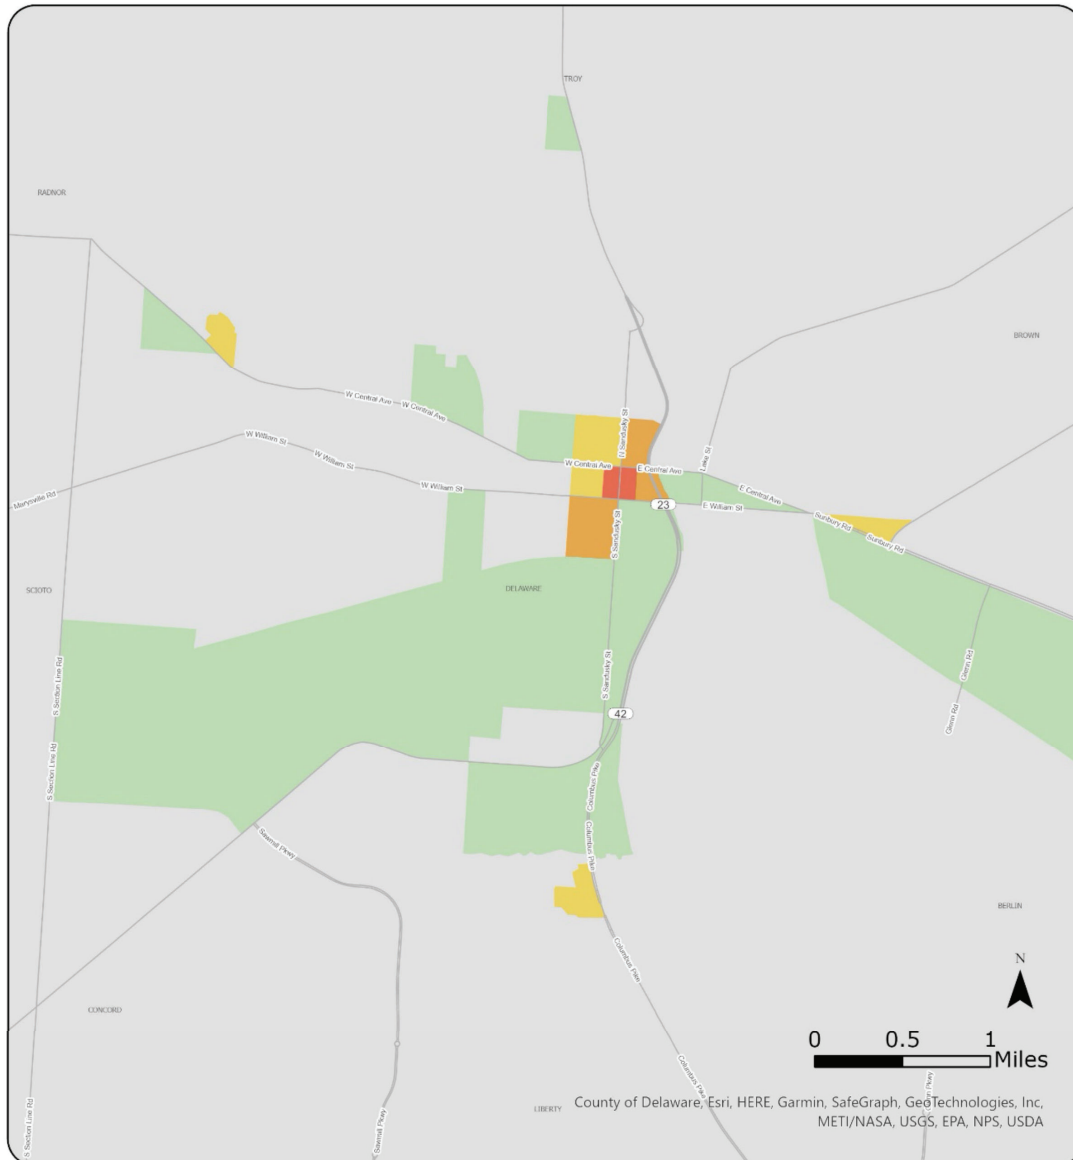 TROY
RADNOR
BROWN
W Central Ave
W Central Ave
N Sandusky St
W William St
W William St
W Central Ave
E Central Ave
Lake St
W William St
E Central Ave
Marysville Rd
23
E William St
Sunbury Rd
Sunbury Rd
S Sandusky St
SCIOTO
DELAWARE
S Section Line Rd
S Sandusky St
Glenn Rd
Glenn Rd
42
S Section Line Rd
Columbus Pike
Columbus Pike
Sawmill Pkwy
BERLIN
Columbus Pike
N
CONCORD
0 0.5 1
Miles
Columbus Pike
S Section Line Rd
Sawmill Pkwy
LIBERTY
Pkwy
County of Delaware, Esri, HERE, Garmin, SafeGraph, GeoTechnologies, Inc,
METI/NASA, USGS, EPA, NPS, USDA